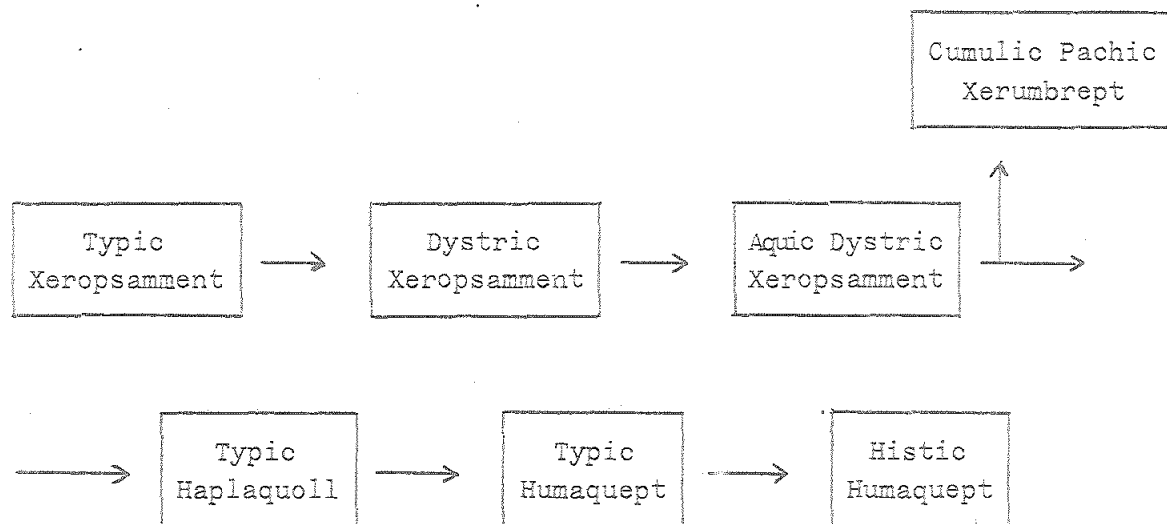 Cumulic Pachic
Xerumbrept
Typic
Xeropsamment
Dystric
Xeropsamment
Aquic Dystric
Xeropsamment
Typic
Haplaquoll
Typic
Humaquept
Histic
Humaquept